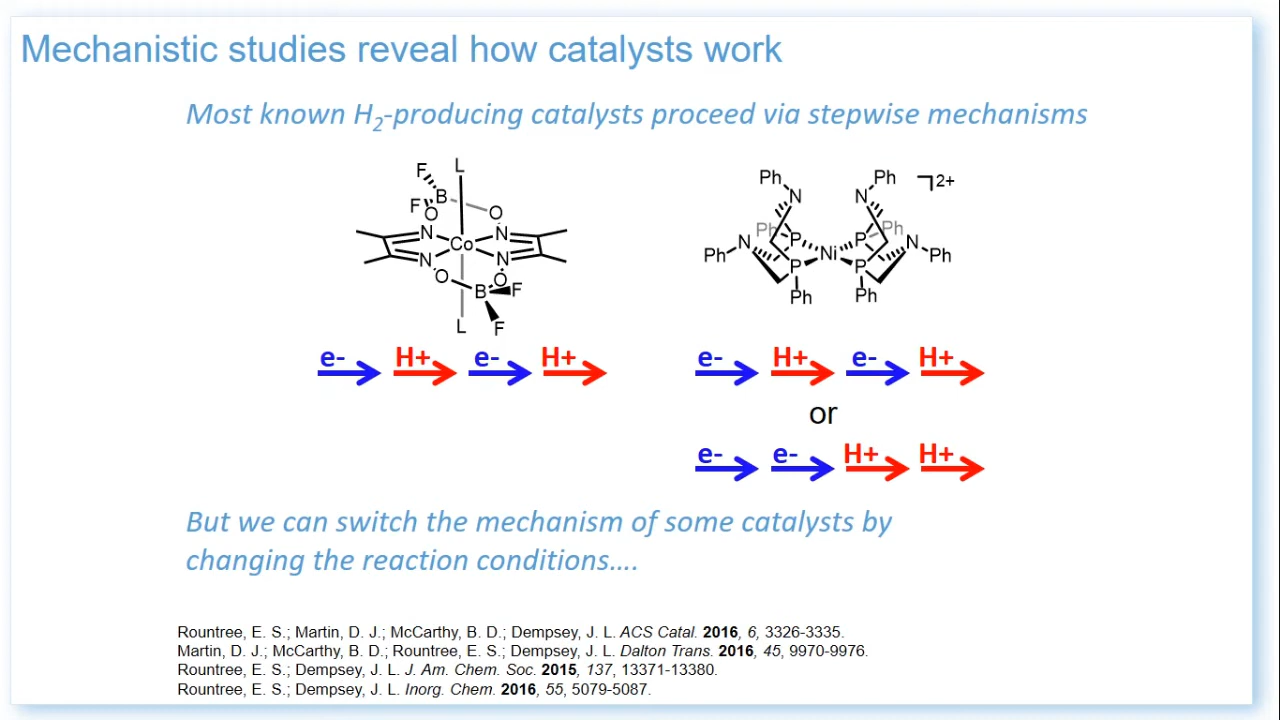 Mechanistic studies reveal how catalysts work
Most known H2-producing catalysts proceed via stepwise mechanisms
F L
F B
O O
N N
Co
N N
O O
B F
L F
Ph Ph ⌝2+
N N
Ph Ph
Ph N P P N Ph
Ni
P P
Ph Ph
e- H+ e- H+
e- H+ e- H+
or
e- e- H+ H+
But we can switch the mechanism of some catalysts by
changing the reaction conditions….
Rountree, E. S.; Martin, D. J.; McCarthy, B. D.; Dempsey, J. L. ACS Catal. 2016, 6, 3326-3335.
Martin, D. J.; McCarthy, B. D.; Rountree, E. S.; Dempsey, J. L. Dalton Trans. 2016, 45, 9970-9976.
Rountree, E. S.; Dempsey, J. L. J. Am. Chem. Soc. 2015, 137, 13371-13380.
Rountree, E. S.; Dempsey, J. L. Inorg. Chem. 2016, 55, 5079-5087.